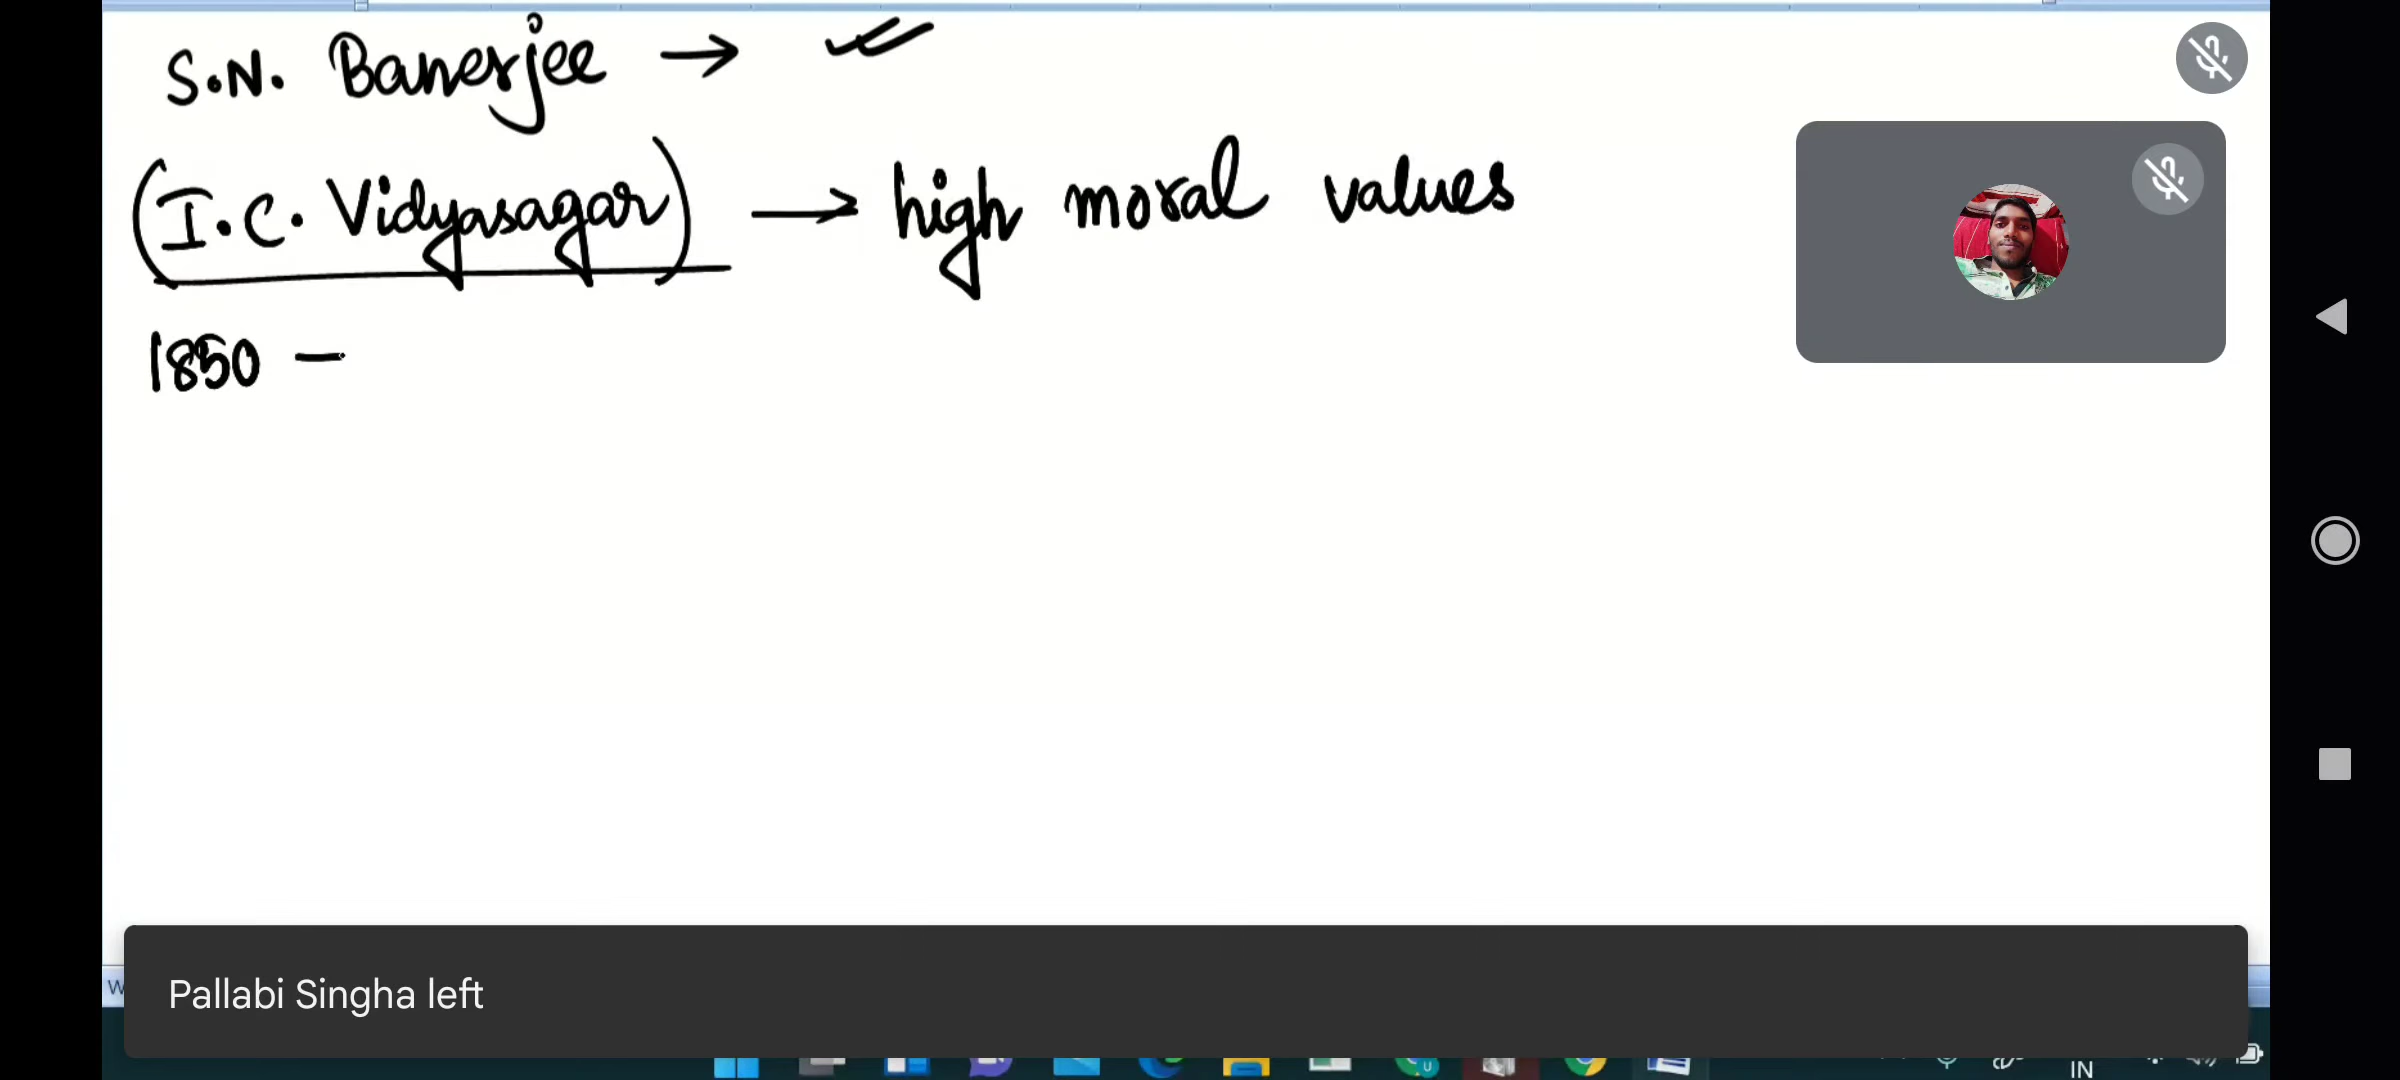 S.N. Banerjee → ✓
(I.C. Vidyasagar) → high moral values
1850 —
Pallabi Singha left
W
IN